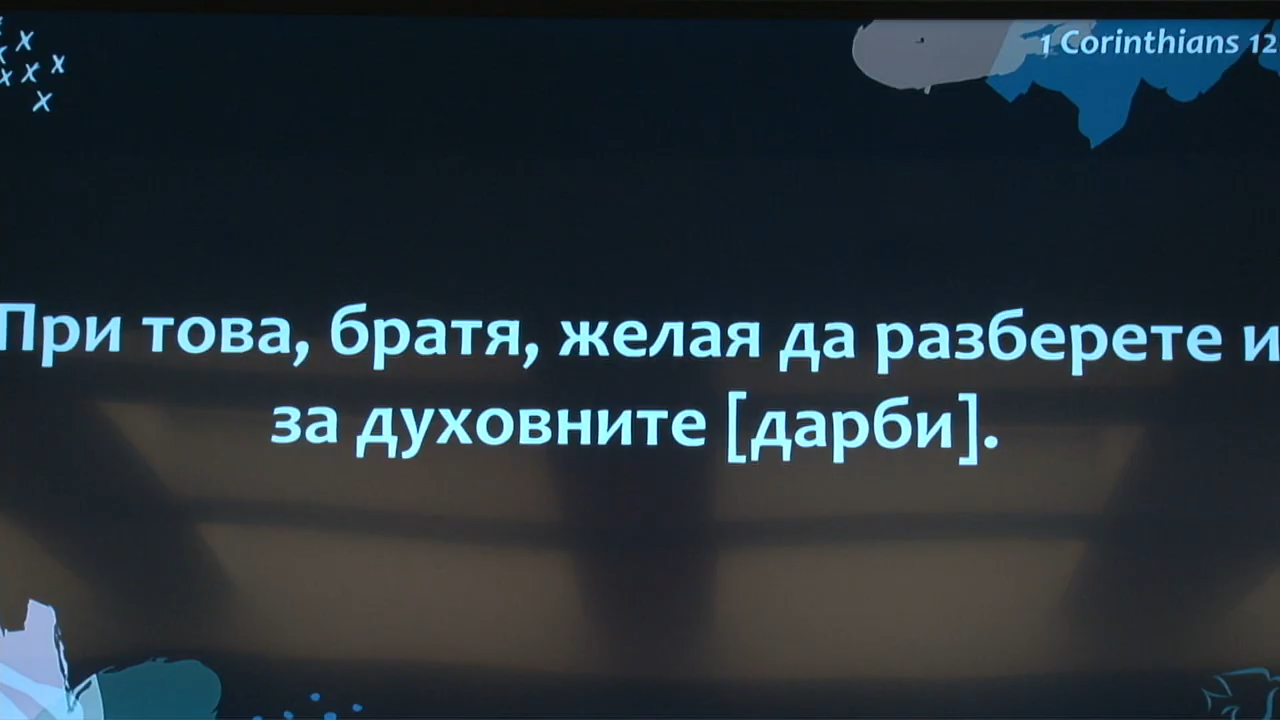 1 Corinthians 12
При това, братя, желая да разберете и
за духовните [дарби].